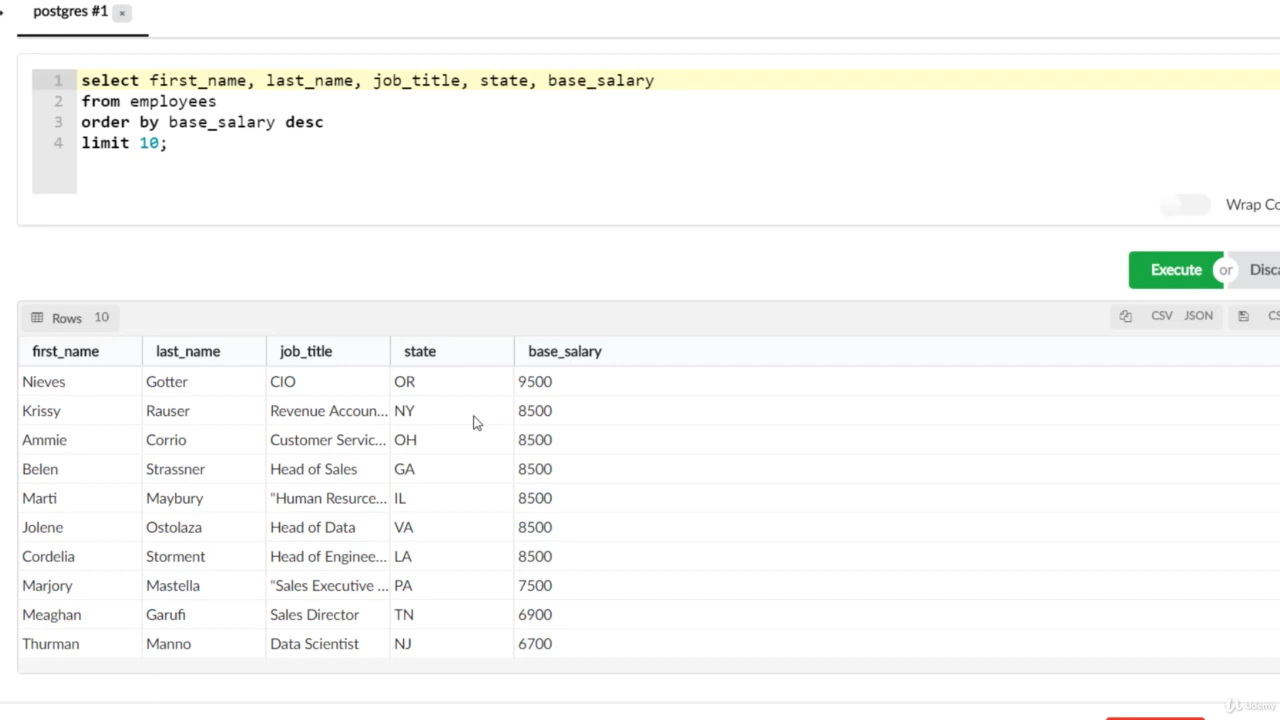 postgres #1 ×
1 select first_name, last_name, job_title, state, base_salary
2 from employees
3 order by base_salary desc
4 limit 10;
Wrap Co
Execute or Disca
Rows 10 CSV JSON CS
first_name last_name job_title state base_salary
Nieves Gotter CIO OR 9500
Krissy Rauser Revenue Accoun... NY 8500
Ammie Corrio Customer Servic... OH 8500
Belen Strassner Head of Sales GA 8500
Marti Maybury "Human Resurce... IL 8500
Jolene Ostolaza Head of Data VA 8500
Cordelia Storment Head of Enginee... LA 8500
Marjory Mastella "Sales Executive ... PA 7500
Meaghan Garufi Sales Director TN 6900
Thurman Manno Data Scientist NJ 6700
Udemy